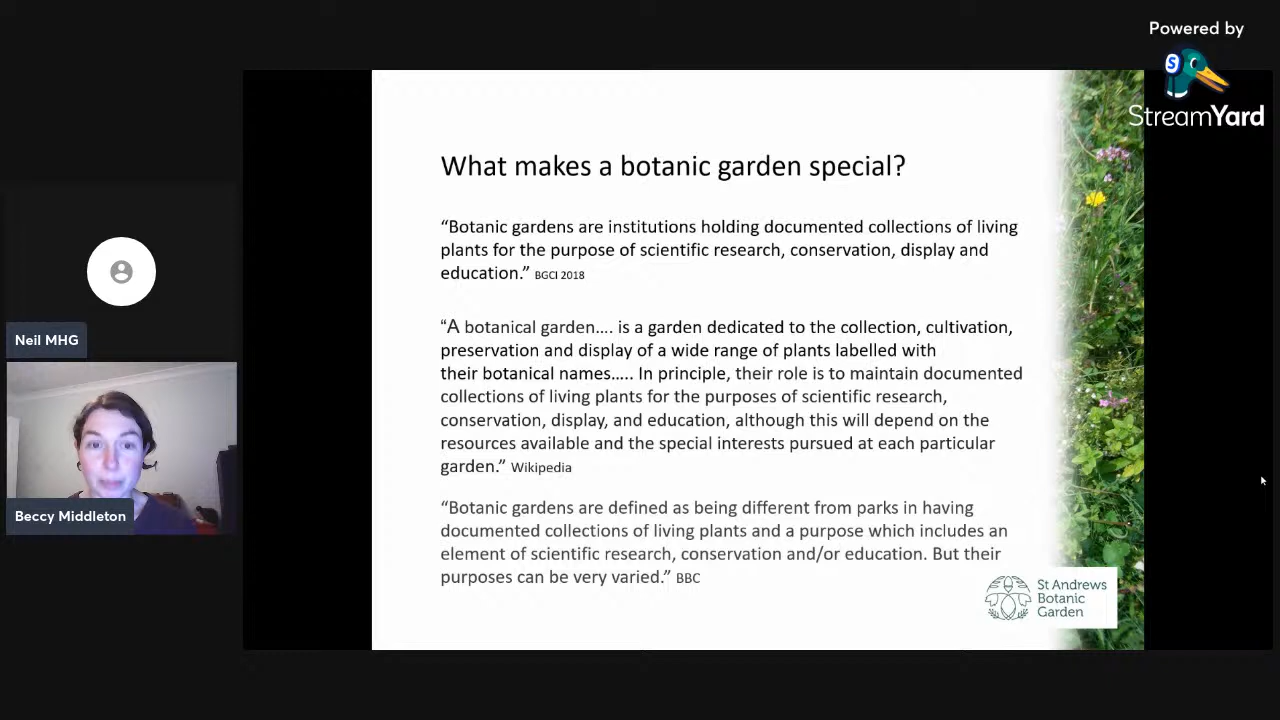 Powered by
S
StreamYard
What makes a botanic garden special?
“Botanic gardens are institutions holding documented collections of living
plants for the purpose of scientific research, conservation, display and
education.” BGCI 2018
“A botanical garden…. is a garden dedicated to the collection, cultivation,
preservation and display of a wide range of plants labelled with
their botanical names….. In principle, their role is to maintain documented
collections of living plants for the purposes of scientific research,
conservation, display, and education, although this will depend on the
resources available and the special interests pursued at each particular
garden.” Wikipedia
“Botanic gardens are defined as being different from parks in having
documented collections of living plants and a purpose which includes an
element of scientific research, conservation and/or education. But their
purposes can be very varied.” BBC
St Andrews
Botanic
Garden
Neil MHG
Beccy Middleton